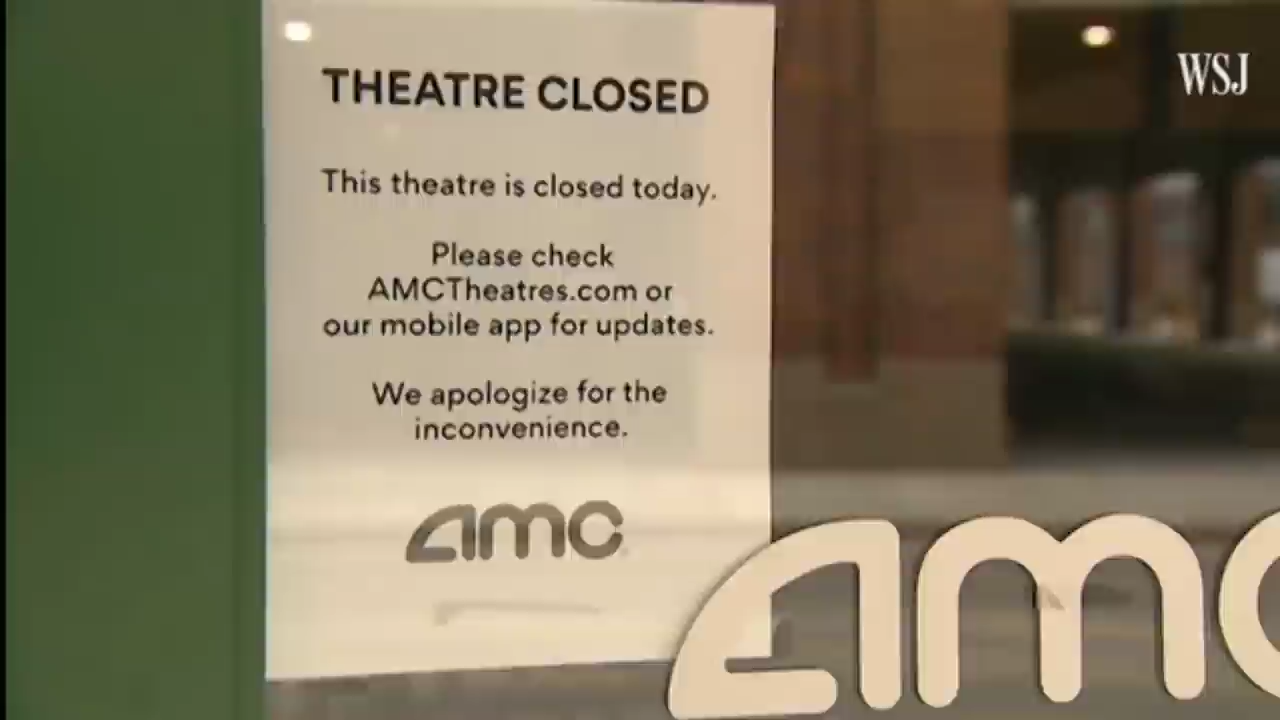 THEATRE CLOSED
This theatre is closed today.
Please check
AMCTheatres.com or
our mobile app for updates.
We apologize for the
inconvenience.
amc
amc
WSJ